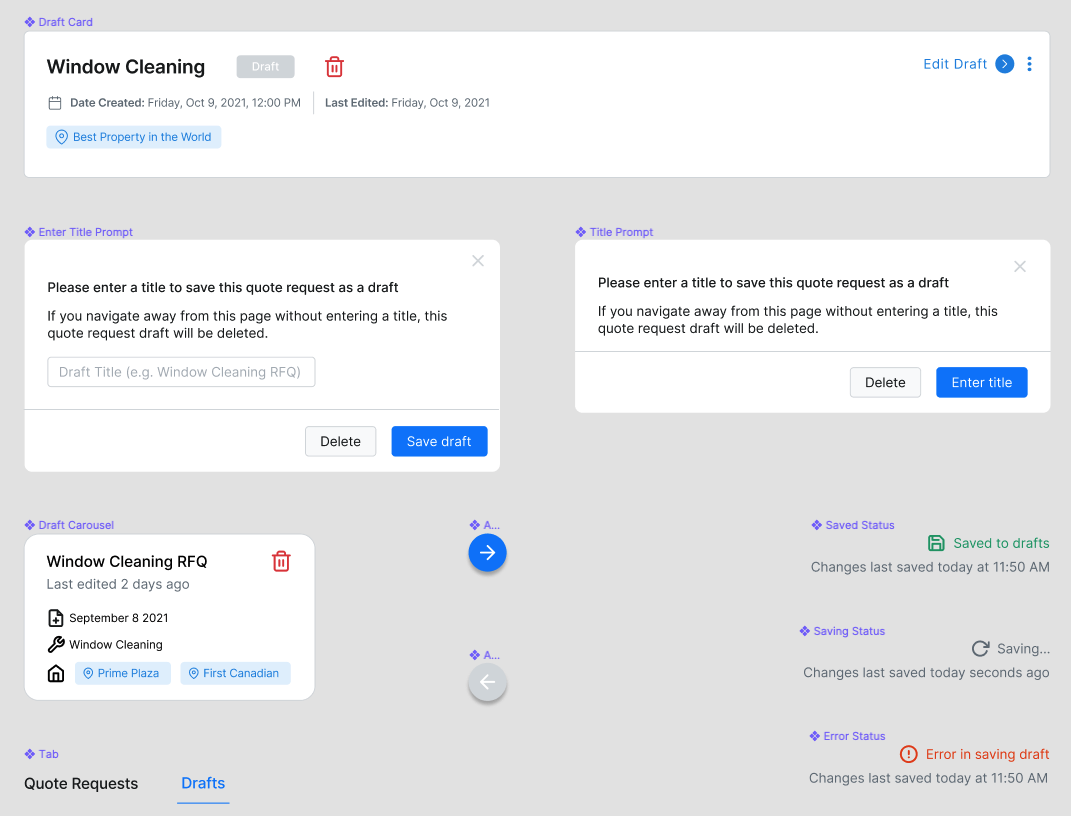 Draft Card
Window Cleaning Draft Edit Draft
Date Created: Friday, Oct 9, 2021, 12:00 PM Last Edited: Friday, Oct 9, 2021
Best Property in the World
Enter Title Prompt
Please enter a title to save this quote request as a draft
If you navigate away from this page without entering a title, this
quote request draft will be deleted.
Draft Title (e.g. Window Cleaning RFQ)
Delete Save draft
Title Prompt
Please enter a title to save this quote request as a draft
If you navigate away from this page without entering a title, this
quote request draft will be deleted.
Delete Enter title
Draft Carousel
Window Cleaning RFQ
Last edited 2 days ago
September 8 2021
Window Cleaning
Prime Plaza First Canadian
A...
A...
Saved Status
Saved to drafts
Changes last saved today at 11:50 AM
Saving Status
Saving...
Changes last saved today seconds ago
Error Status
Error in saving draft
Changes last saved today at 11:50 AM
Tab
Quote Requests Drafts